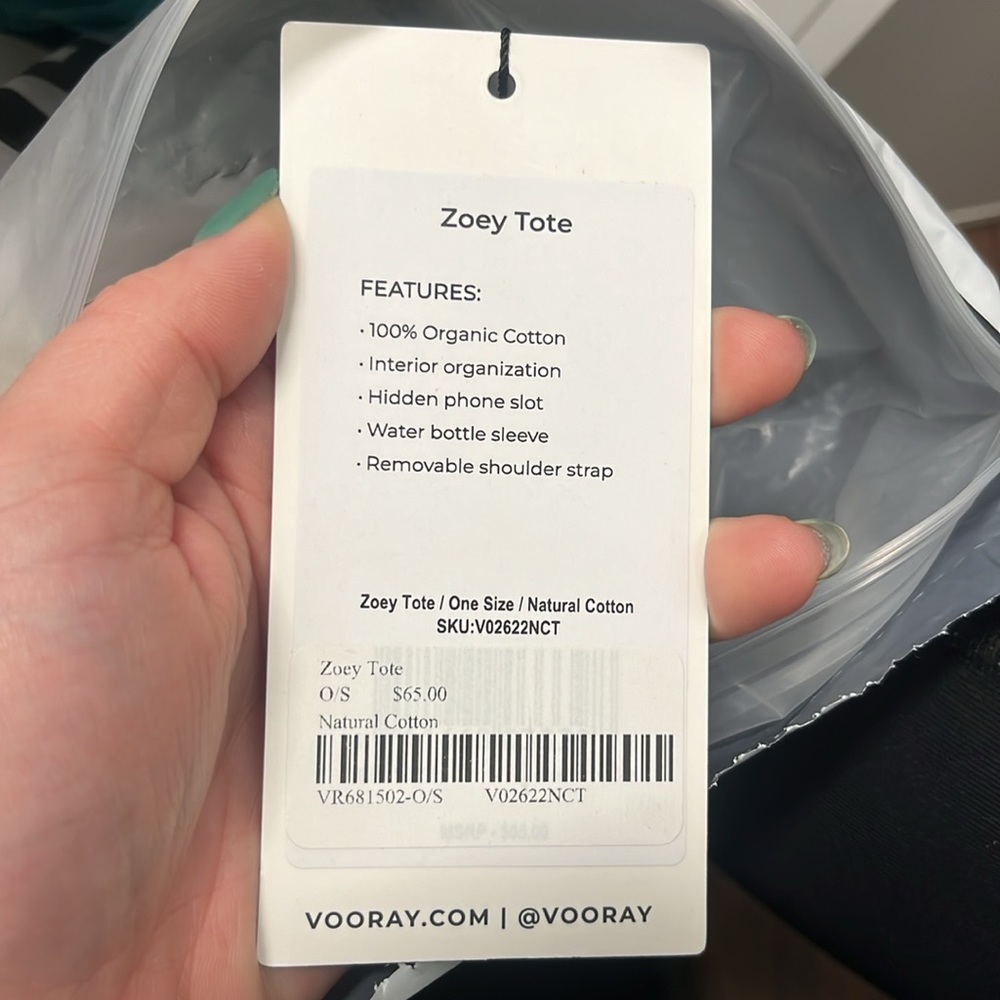 Zoey Tote
FEATURES:
· 100% Organic Cotton
· Interior organization
· Hidden phone slot
· Water bottle sleeve
· Removable shoulder strap
Zoey Tote / One Size / Natural Cotton
SKU:V02622NCT
Zoey Tote
O/S $65.00
Natural Cotton
VR681502-O/S V02622NCT
VOORAY.COM | @VOORAY